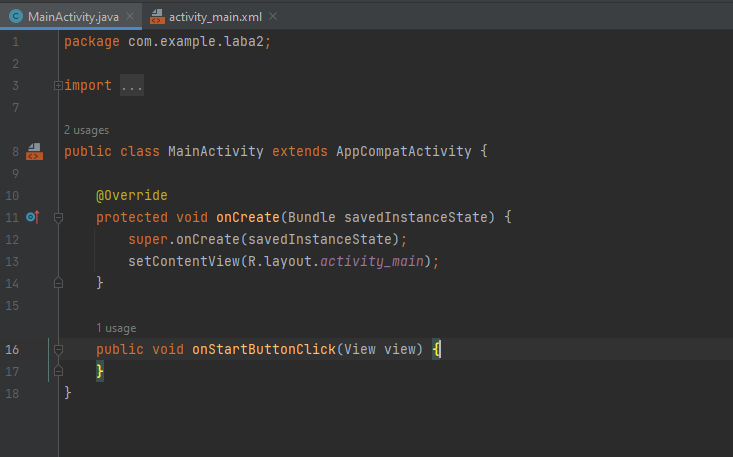 MainActivity.java activity_main.xml
1 package com.example.laba2;
2
3 import ...
7
2 usages
8 public class MainActivity extends AppCompatActivity {
9
10 @Override
11 protected void onCreate(Bundle savedInstanceState) {
12 super.onCreate(savedInstanceState);
13 setContentView(R.layout.activity_main);
14 }
15
1 usage
16 public void onStartButtonClick(View view) {
17 }
18 }